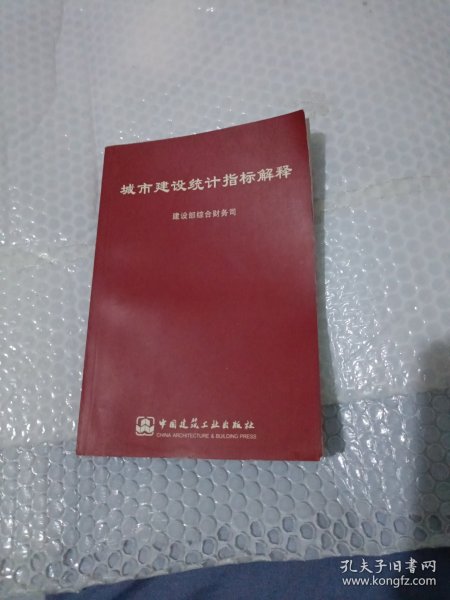 城市建设统计指标解释
建设部综合财务司
中国建筑工业出版社
CHINA ARCHITECTURE & BUILDING PRESS
孔夫子旧书网
www.kongfz.com